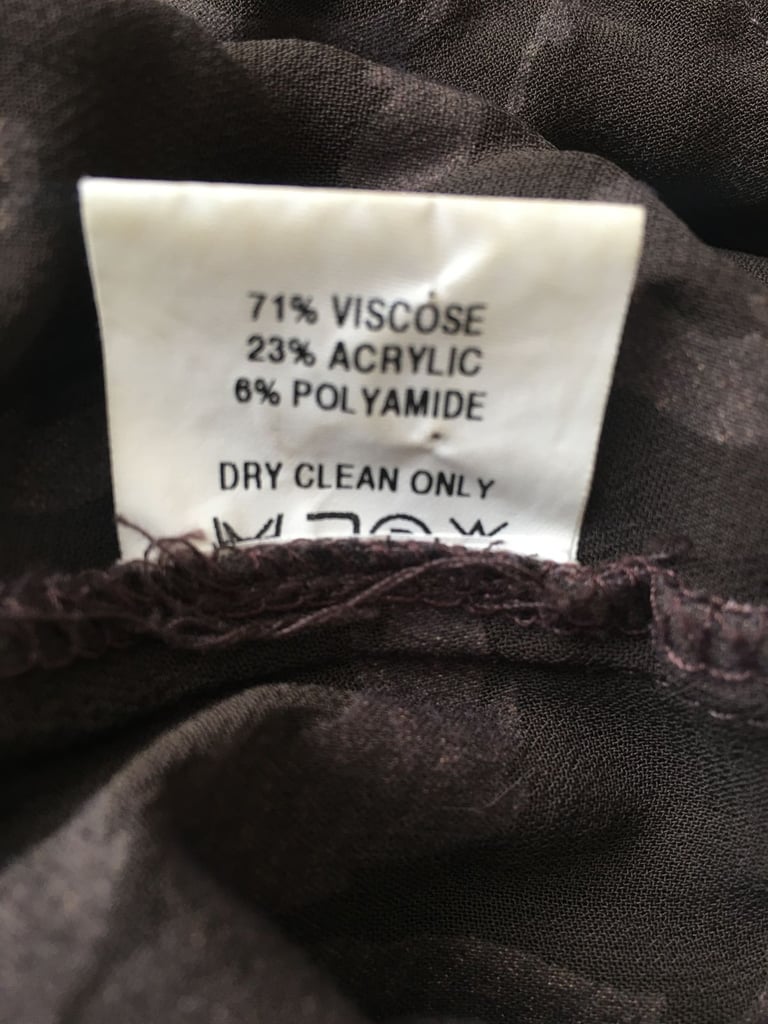 71% VISCOSE
23% ACRYLIC
6% POLYAMIDE
DRY CLEAN ONLY